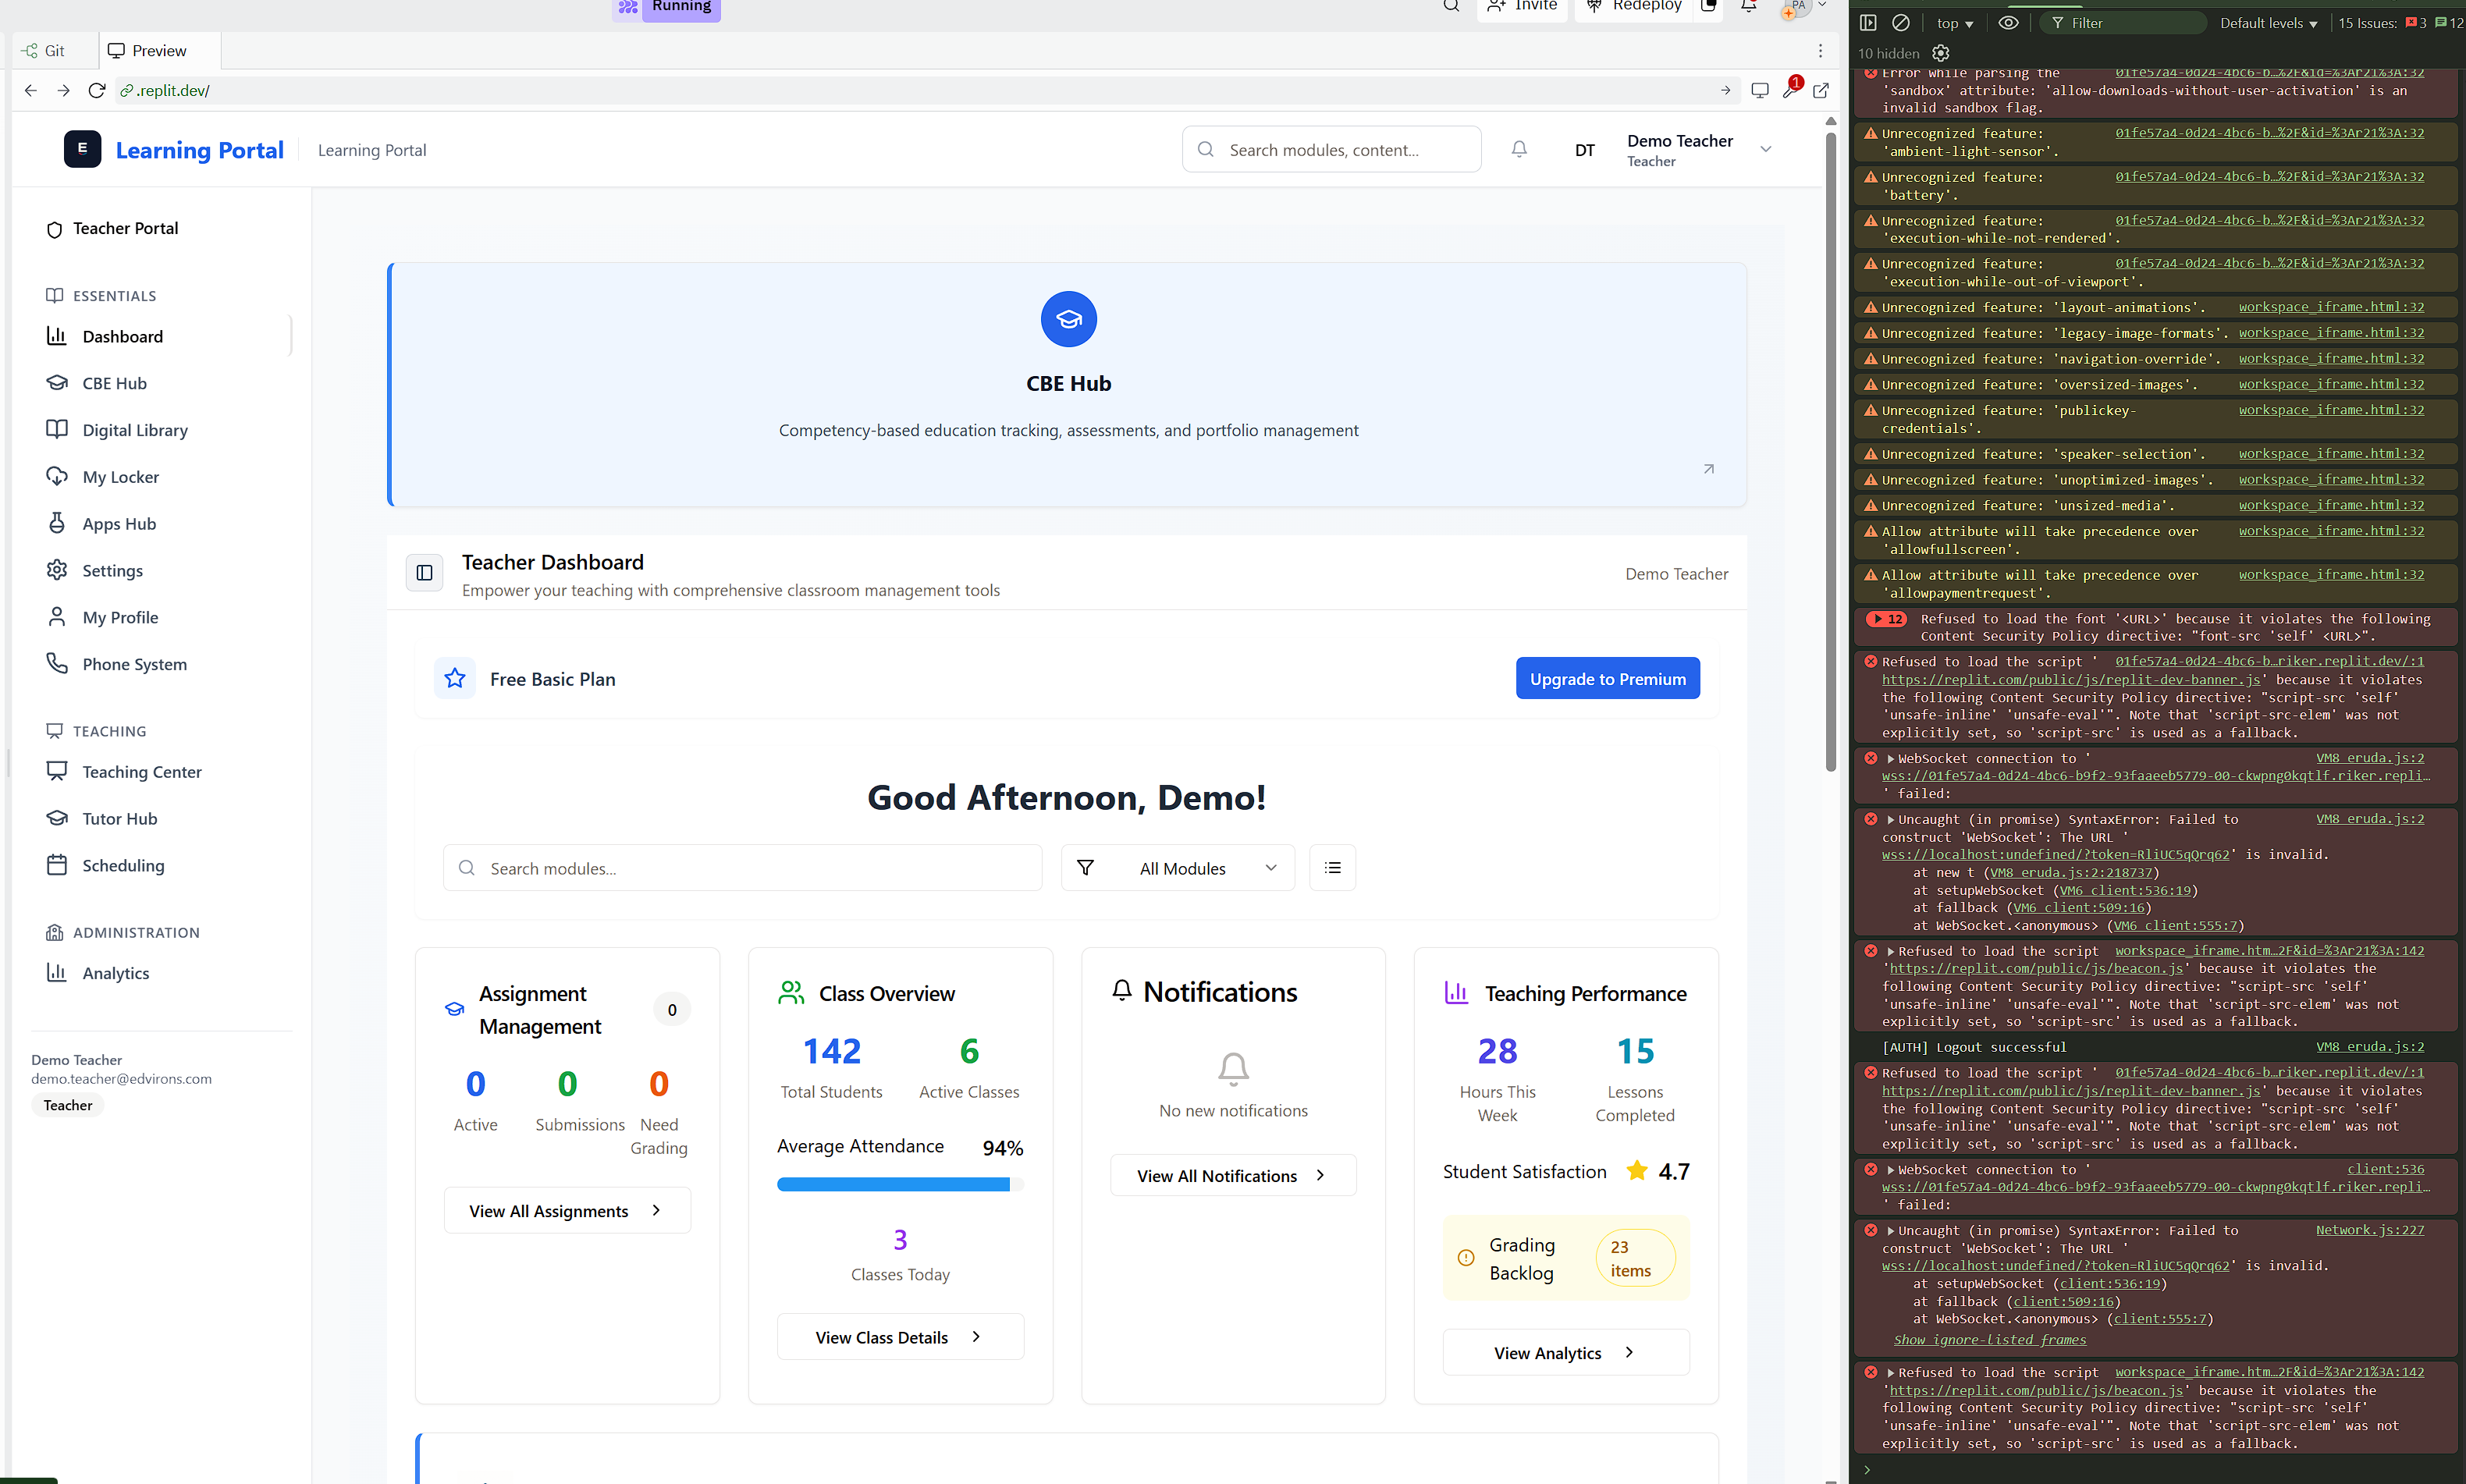 Running
Invite
Redeploy
PA
Git
Preview
.replit.dev/
1
E
Learning Portal
Learning Portal
Search modules, content...
DT
Demo Teacher
Teacher
Teacher Portal
ESSENTIALS
Dashboard
CBE Hub
Digital Library
My Locker
Apps Hub
Settings
My Profile
Phone System
TEACHING
Teaching Center
Tutor Hub
Scheduling
ADMINISTRATION
Analytics
Demo Teacher
demo.teacher@edvirons.com
Teacher
CBE Hub
Competency-based education tracking, assessments, and portfolio management
Teacher Dashboard
Empower your teaching with comprehensive classroom management tools
Demo Teacher
Free Basic Plan
Upgrade to Premium
Good Afternoon, Demo!
Search modules...
All Modules
Assignment
Management
0
0
0
0
Active
Submissions
Need
Grading
View All Assignments
Class Overview
142
6
Total Students
Active Classes
Average Attendance
94%
3
Classes Today
View Class Details
Notifications
No new notifications
View All Notifications
Teaching Performance
28
15
Hours This
Week
Lessons
Completed
Student Satisfaction
4.7
Grading
Backlog
23
items
View Analytics
top
Filter
Default levels
15 Issues:
3
12
10 hidden
Error while parsing the 01fe57a4-0d24-4bc6-b…%2F&id=%3Ar21%3A:32
'sandbox' attribute: 'allow-downloads-without-user-activation' is an
invalid sandbox flag.
Unrecognized feature: 01fe57a4-0d24-4bc6-b…%2F&id=%3Ar21%3A:32
'ambient-light-sensor'.
Unrecognized feature: 01fe57a4-0d24-4bc6-b…%2F&id=%3Ar21%3A:32
'battery'.
Unrecognized feature: 01fe57a4-0d24-4bc6-b…%2F&id=%3Ar21%3A:32
'execution-while-not-rendered'.
Unrecognized feature: 01fe57a4-0d24-4bc6-b…%2F&id=%3Ar21%3A:32
'execution-while-out-of-viewport'.
Unrecognized feature: 'layout-animations'. workspace_iframe.html:32
Unrecognized feature: 'legacy-image-formats'. workspace_iframe.html:32
Unrecognized feature: 'navigation-override'. workspace_iframe.html:32
Unrecognized feature: 'oversized-images'. workspace_iframe.html:32
Unrecognized feature: 'publickey- workspace_iframe.html:32
credentials'.
Unrecognized feature: 'speaker-selection'. workspace_iframe.html:32
Unrecognized feature: 'unoptimized-images'. workspace_iframe.html:32
Unrecognized feature: 'unsized-media'. workspace_iframe.html:32
Allow attribute will take precedence over workspace_iframe.html:32
'allowfullscreen'.
Allow attribute will take precedence over workspace_iframe.html:32
'allowpaymentrequest'.
12 Refused to load the font '<URL>' because it violates the following
Content Security Policy directive: "font-src 'self' <URL>".
Refused to load the script ' 01fe57a4-0d24-4bc6-b…riker.replit.dev/:1
https://replit.com/public/js/replit-dev-banner.js' because it violates
the following Content Security Policy directive: "script-src 'self'
'unsafe-inline' 'unsafe-eval'". Note that 'script-src-elem' was not
explicitly set, so 'script-src' is used as a fallback.
WebSocket connection to ' VM8 eruda.js:2
wss://01fe57a4-0d24-4bc6-b9f2-93faaeeb5779-00-ckwpng0kqtlf.riker.repli…
' failed:
Uncaught (in promise) SyntaxError: Failed to VM8 eruda.js:2
construct 'WebSocket': The URL '
wss://localhost:undefined/?token=RliUC5qQrq62' is invalid.
at new t (VM8 eruda.js:2:218737)
at setupWebSocket (VM6 client:536:19)
at fallback (VM6 client:509:16)
at WebSocket.<anonymous> (VM6 client:555:7)
Refused to load the script workspace_iframe.htm…2F&id=%3Ar21%3A:142
'https://replit.com/public/js/beacon.js' because it violates the
following Content Security Policy directive: "script-src 'self'
'unsafe-inline' 'unsafe-eval'". Note that 'script-src-elem' was not
explicitly set, so 'script-src' is used as a fallback.
[AUTH] Logout successful VM8 eruda.js:2
Refused to load the script ' 01fe57a4-0d24-4bc6-b…riker.replit.dev/:1
https://replit.com/public/js/replit-dev-banner.js' because it violates
the following Content Security Policy directive: "script-src 'self'
'unsafe-inline' 'unsafe-eval'". Note that 'script-src-elem' was not
explicitly set, so 'script-src' is used as a fallback.
WebSocket connection to ' client:536
wss://01fe57a4-0d24-4bc6-b9f2-93faaeeb5779-00-ckwpng0kqtlf.riker.repli…
' failed:
Uncaught (in promise) SyntaxError: Failed to Network.js:227
construct 'WebSocket': The URL '
wss://localhost:undefined/?token=RliUC5qQrq62' is invalid.
at setupWebSocket (client:536:19)
at fallback (client:509:16)
at WebSocket.<anonymous> (client:555:7)
Show ignore-listed frames
Refused to load the script workspace_iframe.htm…2F&id=%3Ar21%3A:142
'https://replit.com/public/js/beacon.js' because it violates the
following Content Security Policy directive: "script-src 'self'
'unsafe-inline' 'unsafe-eval'". Note that 'script-src-elem' was not
explicitly set, so 'script-src' is used as a fallback.